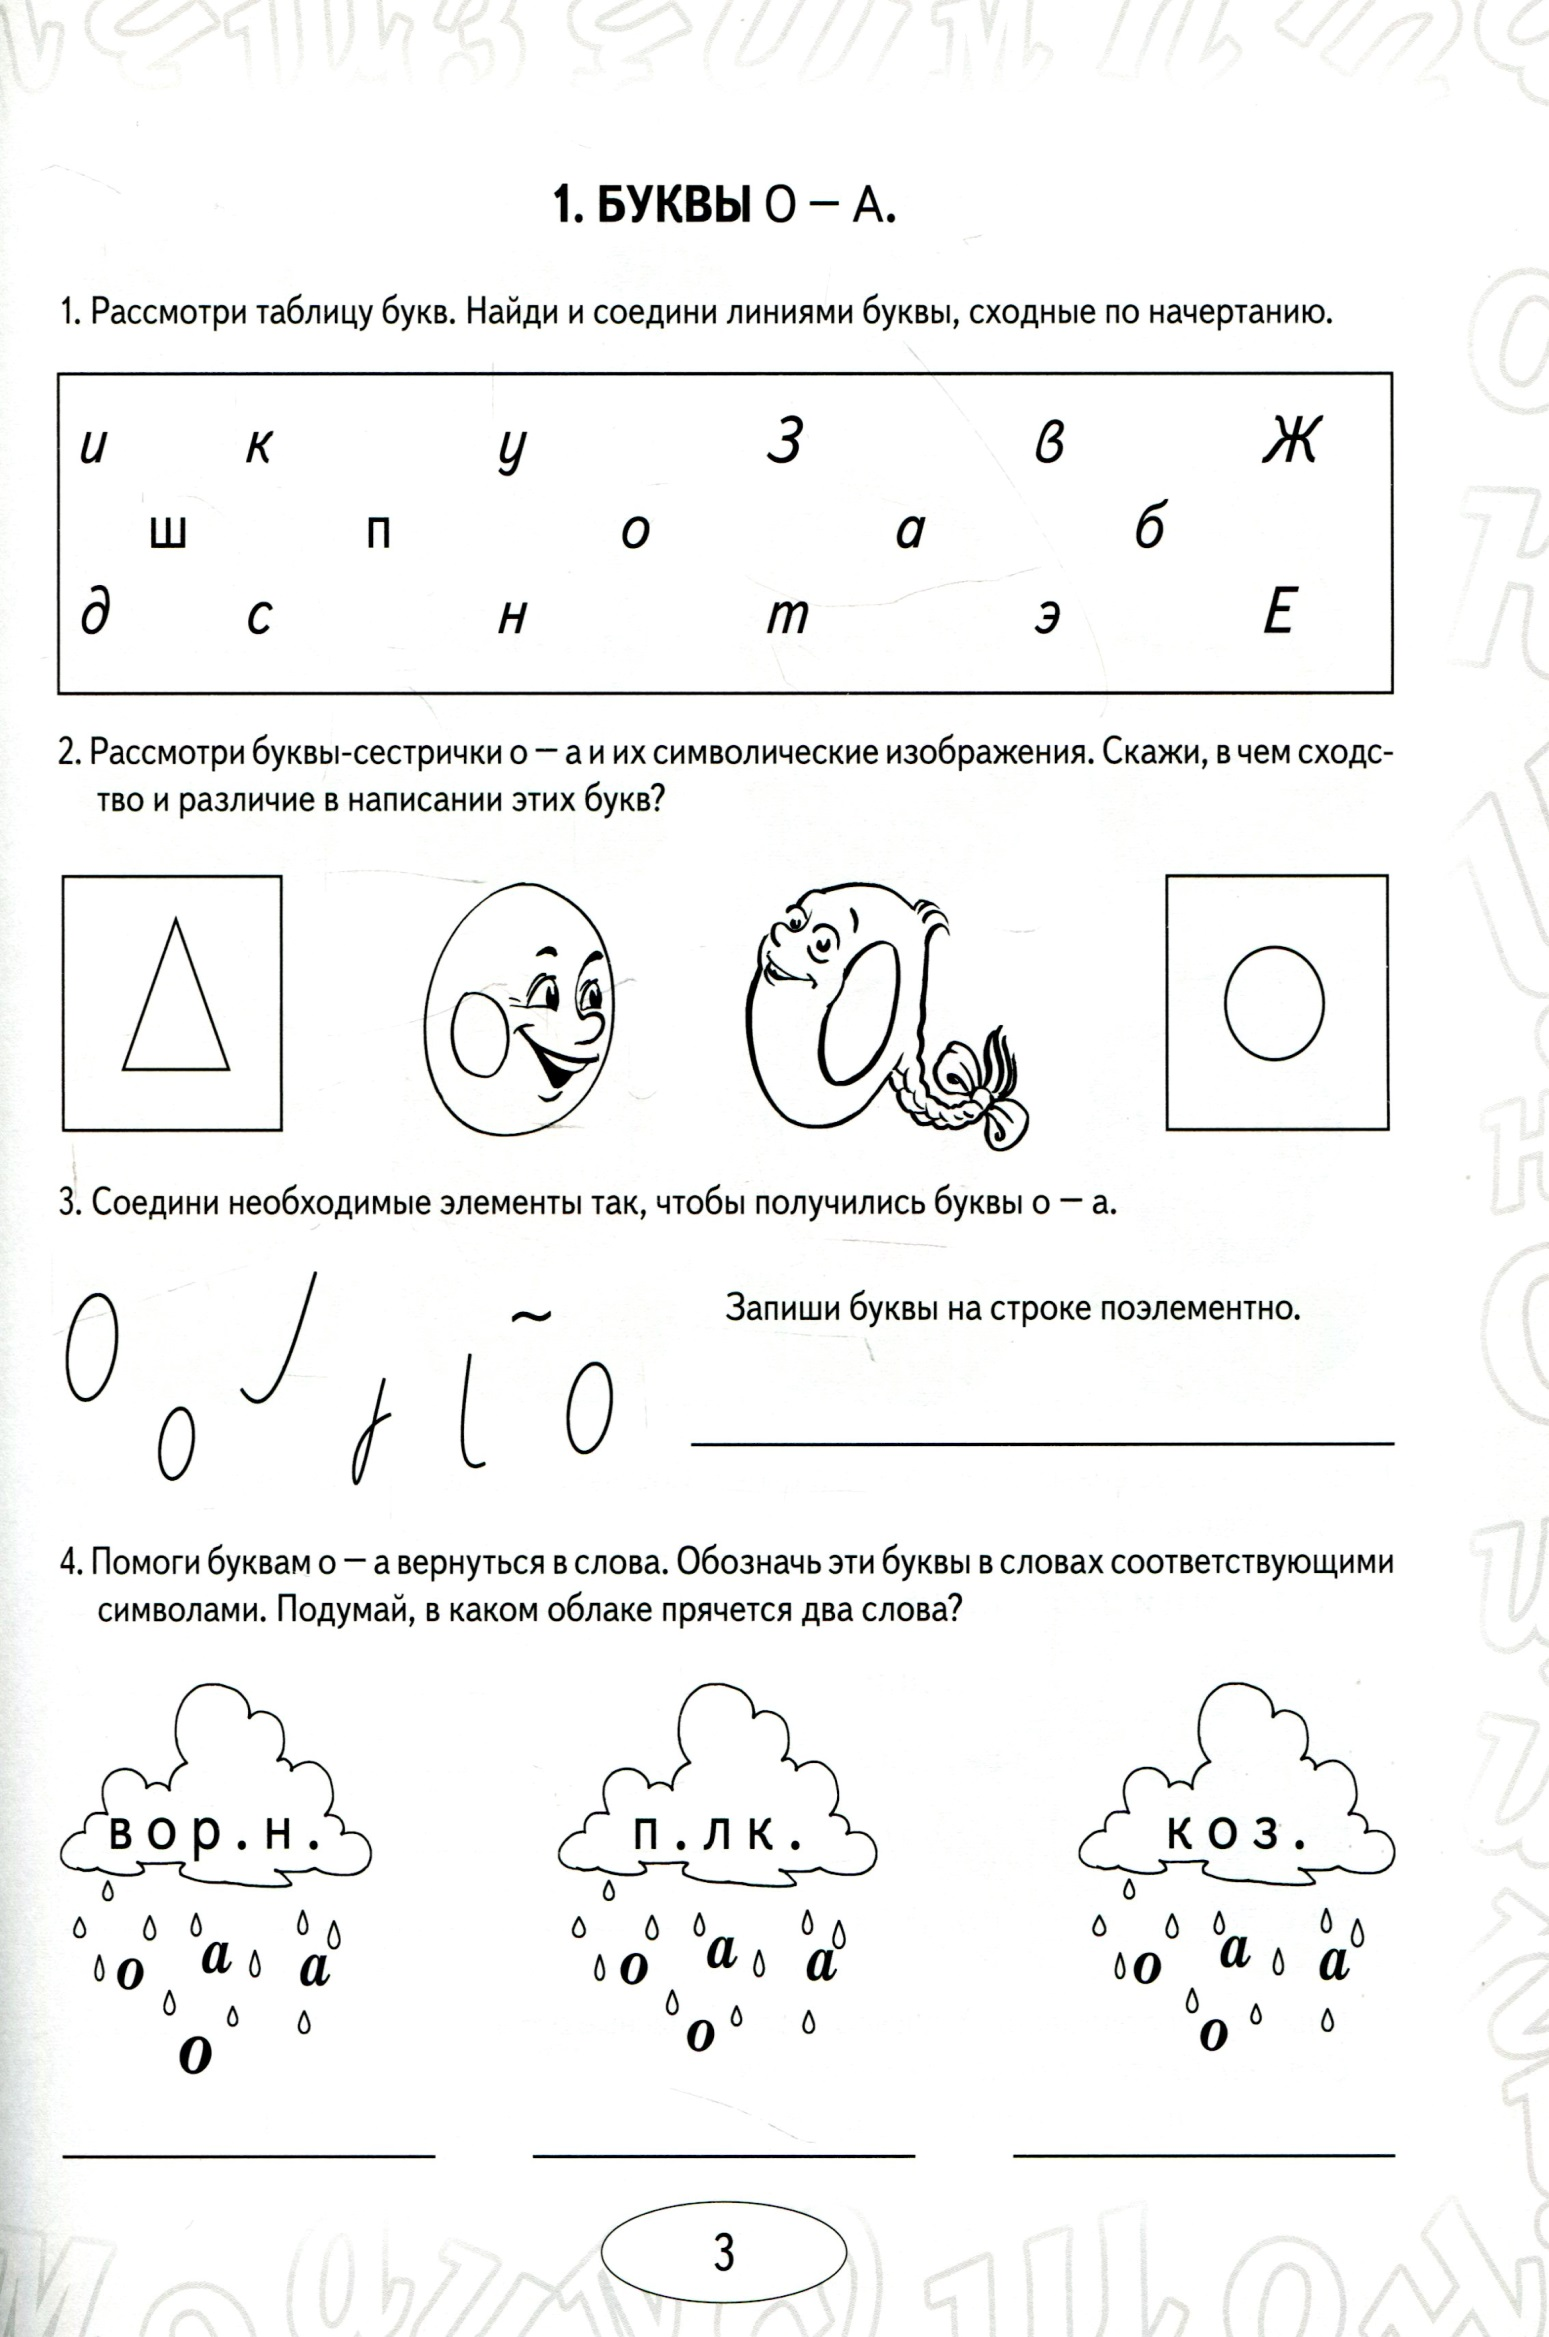 1. БУКВЫ О – А.
1. Рассмотри таблицу букв. Найди и соедини линиями буквы, сходные по начертанию.
и к у З в Ж
ш п о а б
д с н т э Е
2. Рассмотри буквы-сестрички о – а и их символические изображения. Скажи, в чем сходс-
тво и различие в написании этих букв?
3. Соедини необходимые элементы так, чтобы получились буквы о – а.
Запиши буквы на строке поэлементно.
4. Помоги буквам о – а вернуться в слова. Обозначь эти буквы в словах соответствующими
символами. Подумай, в каком облаке прячется два слова?
вор.н. п.лк. коз.
о а а о а а о а а
о о о
3